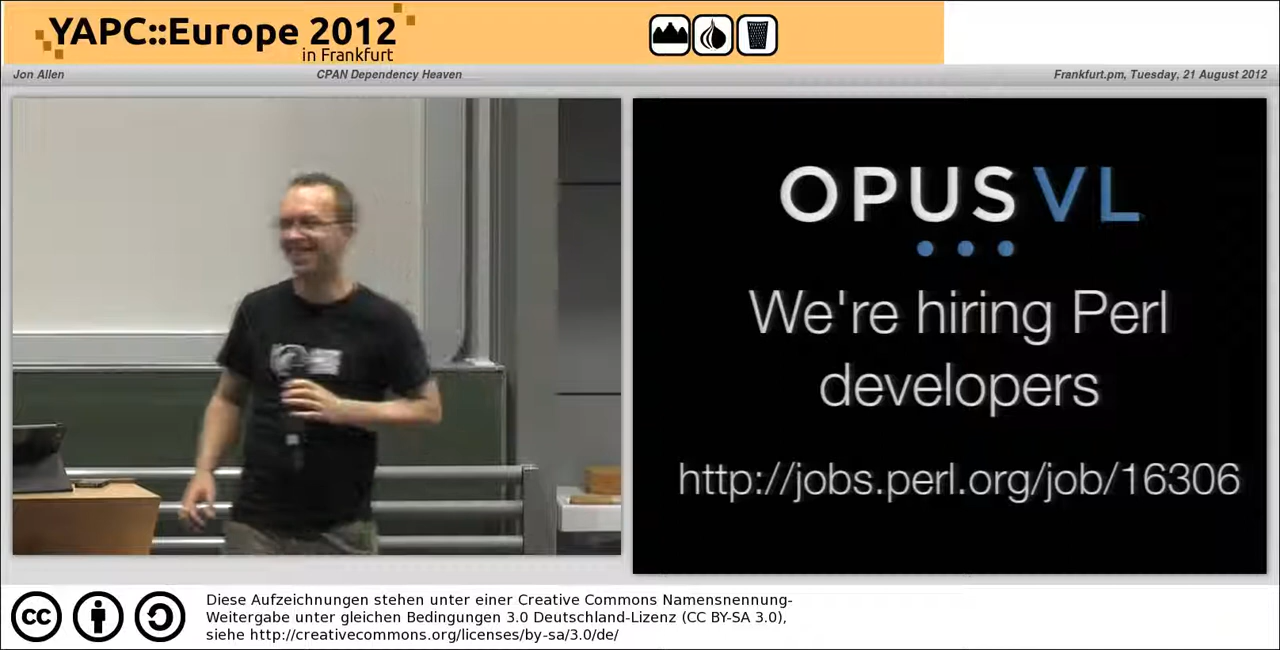 YAPC::Europe 2012
in Frankfurt
Jon Allen
CPAN Dependency Heaven
Frankfurt.pm, Tuesday, 21 August 2012
OPUS VL
We're hiring Perl
developers
http://jobs.perl.org/job/16306
cc
Diese Aufzeichnungen stehen unter einer Creative Commons Namensnennung-
Weitergabe unter gleichen Bedingungen 3.0 Deutschland-Lizenz (CC BY-SA 3.0),
siehe http://creativecommons.org/licenses/by-sa/3.0/de/